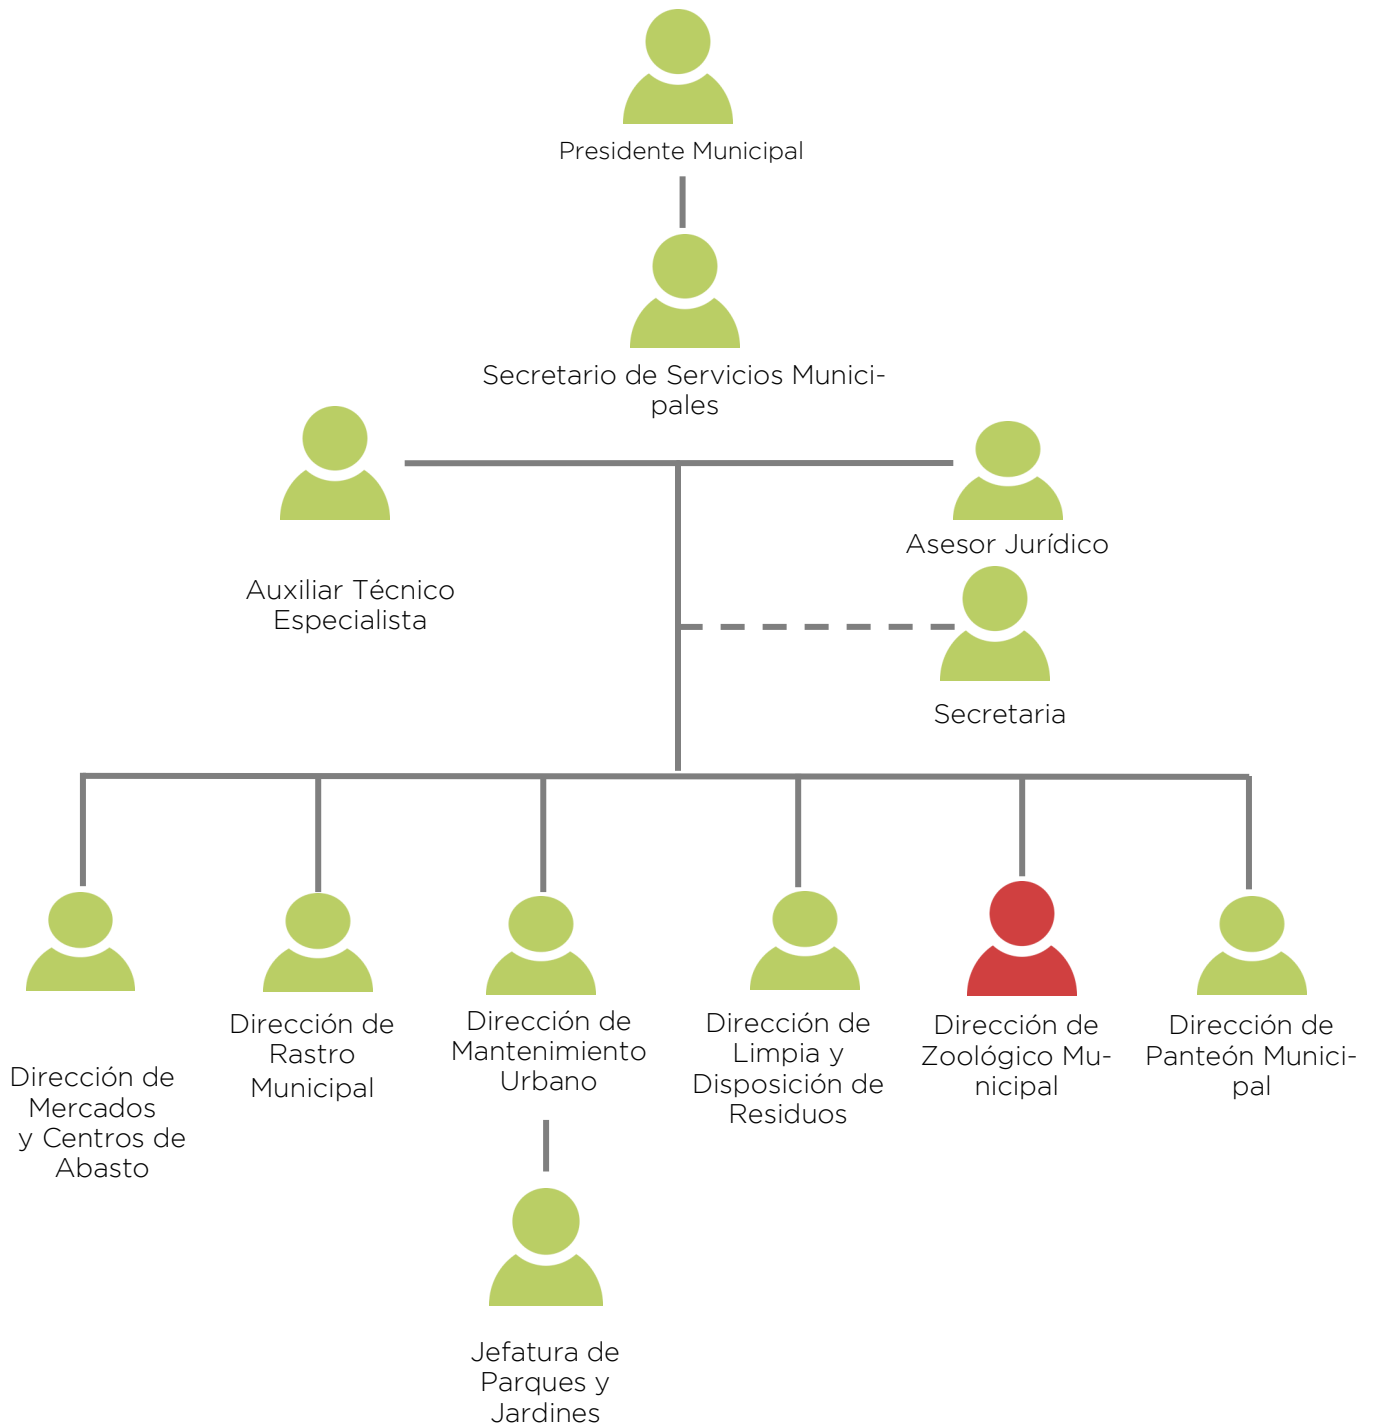 Presidente Municipal
Secretario de Servicios Munici-
pales
Auxiliar Técnico
Especialista
Asesor Jurídico
Secretaria
Dirección de
Mercados
y Centros de
Abasto
Dirección de
Rastro
Municipal
Dirección de
Mantenimiento
Urbano
Dirección de
Limpia y
Disposición de
Residuos
Dirección de
Zoológico Mu-
nicipal
Dirección de
Panteón Munici-
pal
Jefatura de
Parques y
Jardines